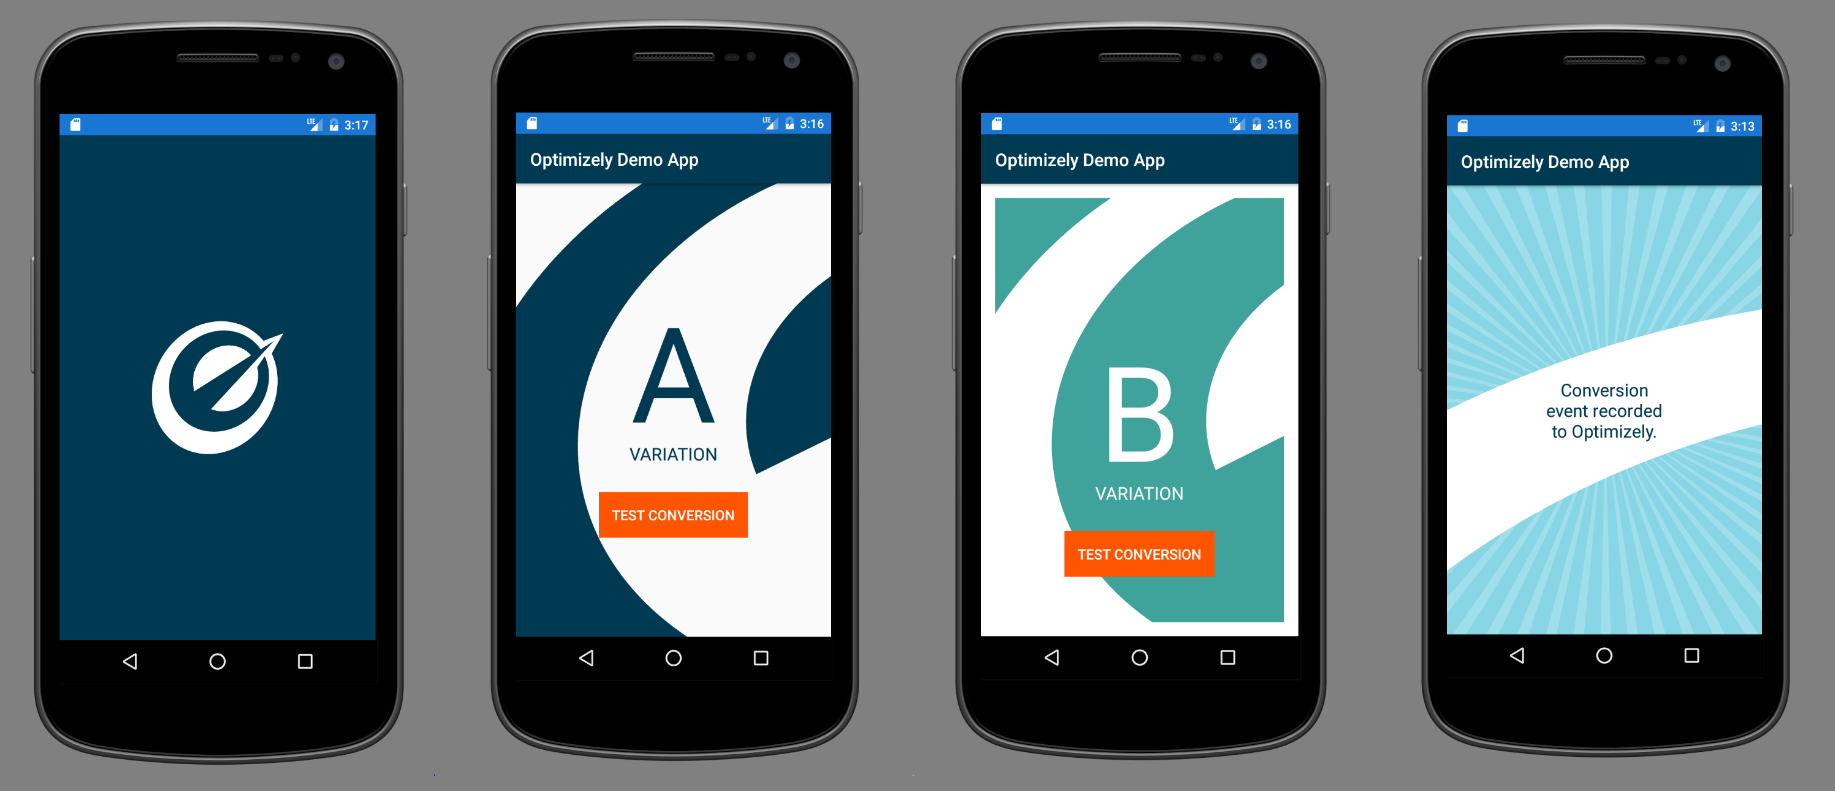 LTE 3:17
LTE 3:16
Optimizely Demo App
A
VARIATION
TEST CONVERSION
LTE 3:16
Optimizely Demo App
B
VARIATION
TEST CONVERSION
LTE 3:13
Optimizely Demo App
Conversion
event recorded
to Optimizely.